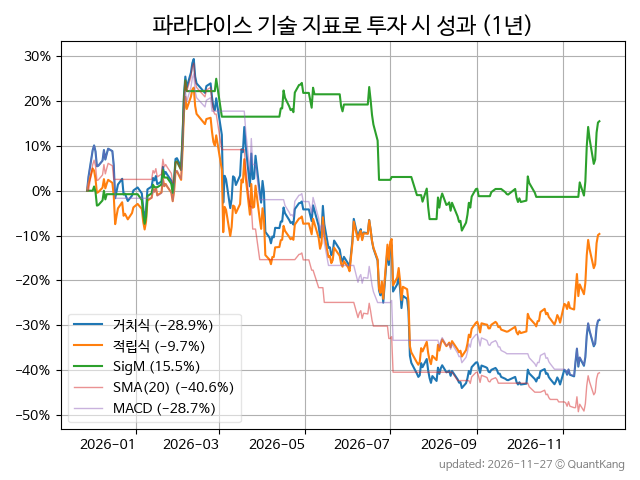 파라다이스 기술 지표로 투자 시 성과 (1년)
30%
20%
10%
0%
−10%
−20%
−30%
−40%
−50%
거치식 (−28.9%)
적립식 (−9.7%)
SigM (15.5%)
SMA(20) (−40.6%)
MACD (−28.7%)
2026-01 2026-03 2026-05 2026-07 2026-09 2026-11
updated: 2026-11-27 © QuantKang